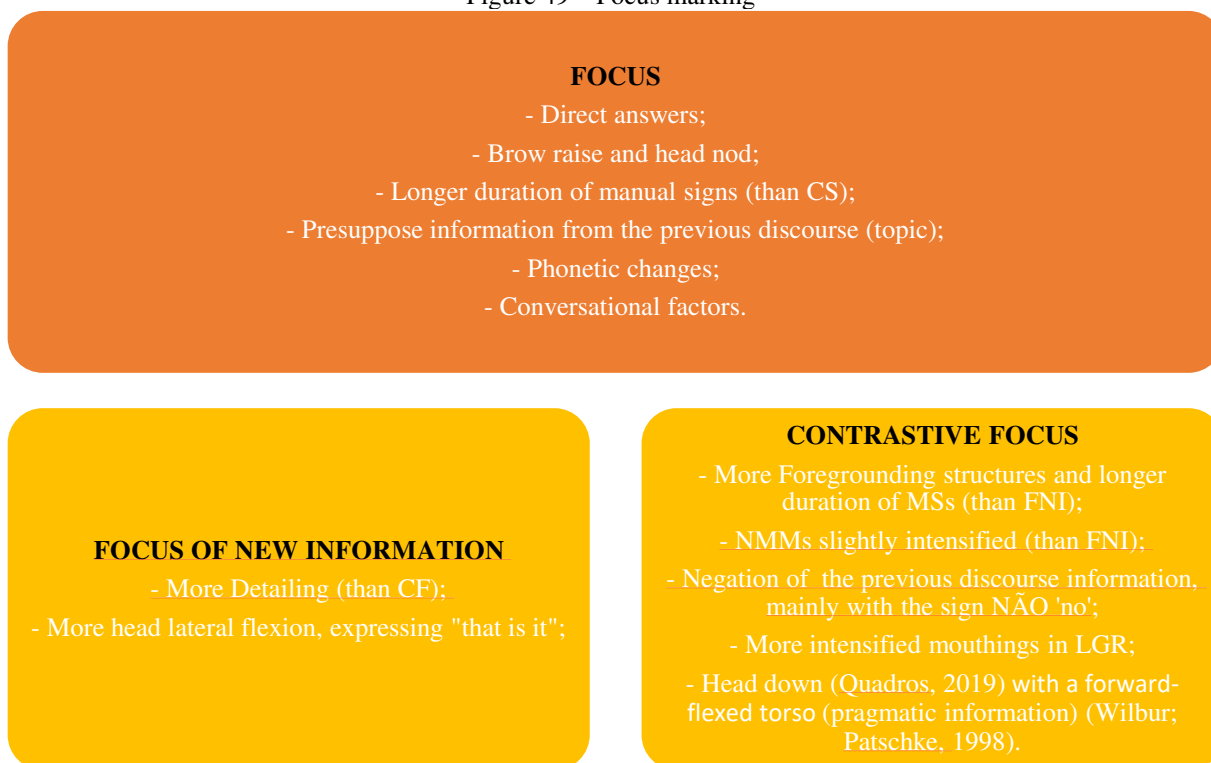 Figure 49 – Focus marking
FOCUS
- Direct answers;
- Brow raise and head nod;
- Longer duration of manual signs (than CS);
- Presuppose information from the previous discourse (topic);
- Phonetic changes;
- Conversational factors.
FOCUS OF NEW INFORMATION
- More Detailing (than CF);
- More head lateral flexion, expressing "that is it";
CONTRASTIVE FOCUS
- More Foregrounding structures and longer
duration of MSs (than FNI);
- NMMs slightly intensified (than FNI);
- Negation of the previous discourse information,
mainly with the sign NÃO 'no';
- More intensified mouthings in LGR;
- Head down (Quadros, 2019) with a forward-
flexed torso (pragmatic information) (Wilbur;
Patschke, 1998).